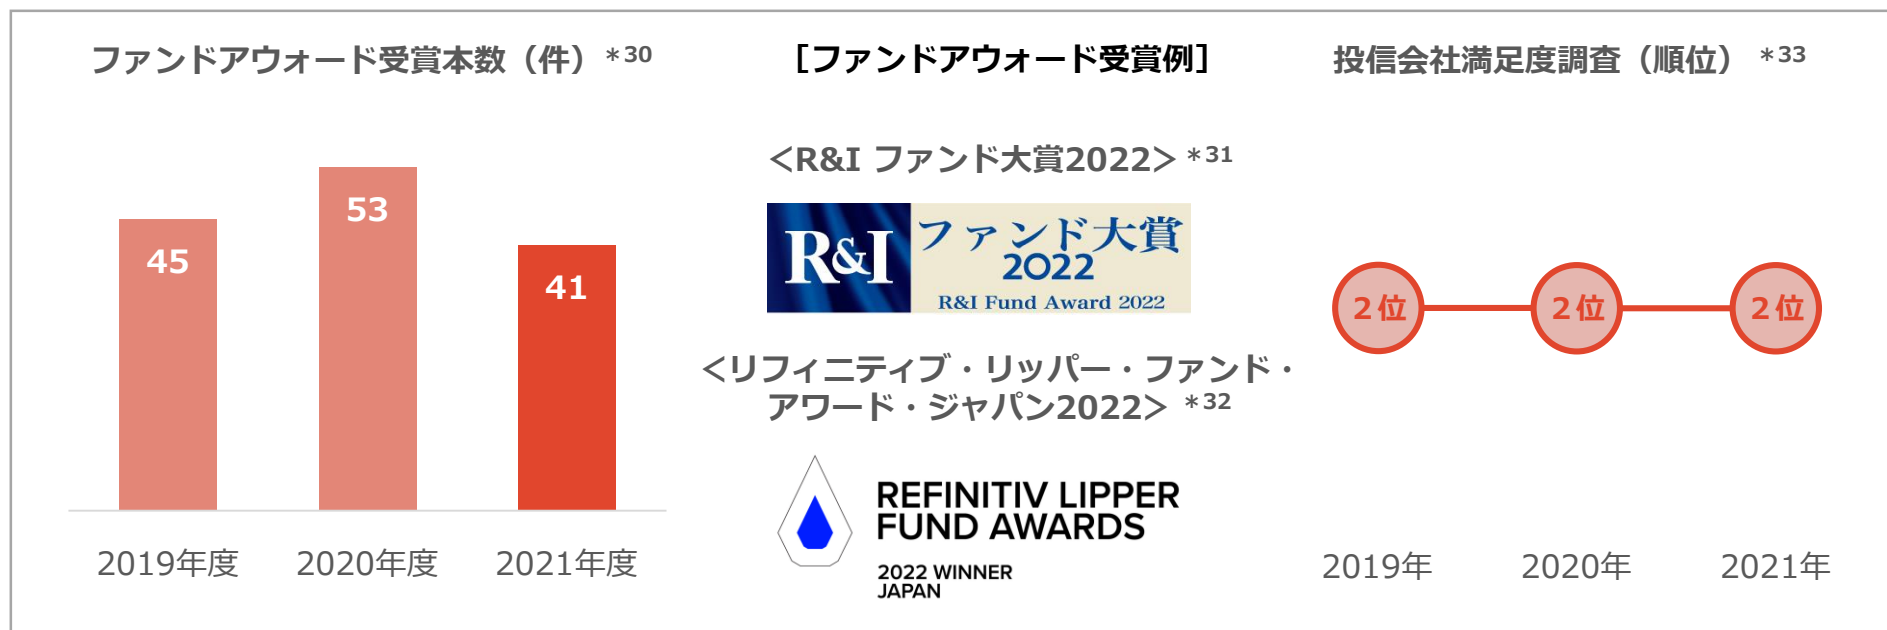 ファンドアウォード受賞本数（件）*30
45
53
41
2019年度 2020年度 2021年度
［ファンドアウォード受賞例］
＜R&I ファンド大賞2022＞*31
R&I
ファンド大賞
2022
R&I Fund Award 2022
＜リフィニティブ・リッパー・ファンド・
アワード・ジャパン2022＞ *32
REFINITIV LIPPER
FUND AWARDS
2022 WINNER
JAPAN
投信会社満足度調査（順位） *33
２位 ２位 ２位
2019年 2020年 2021年